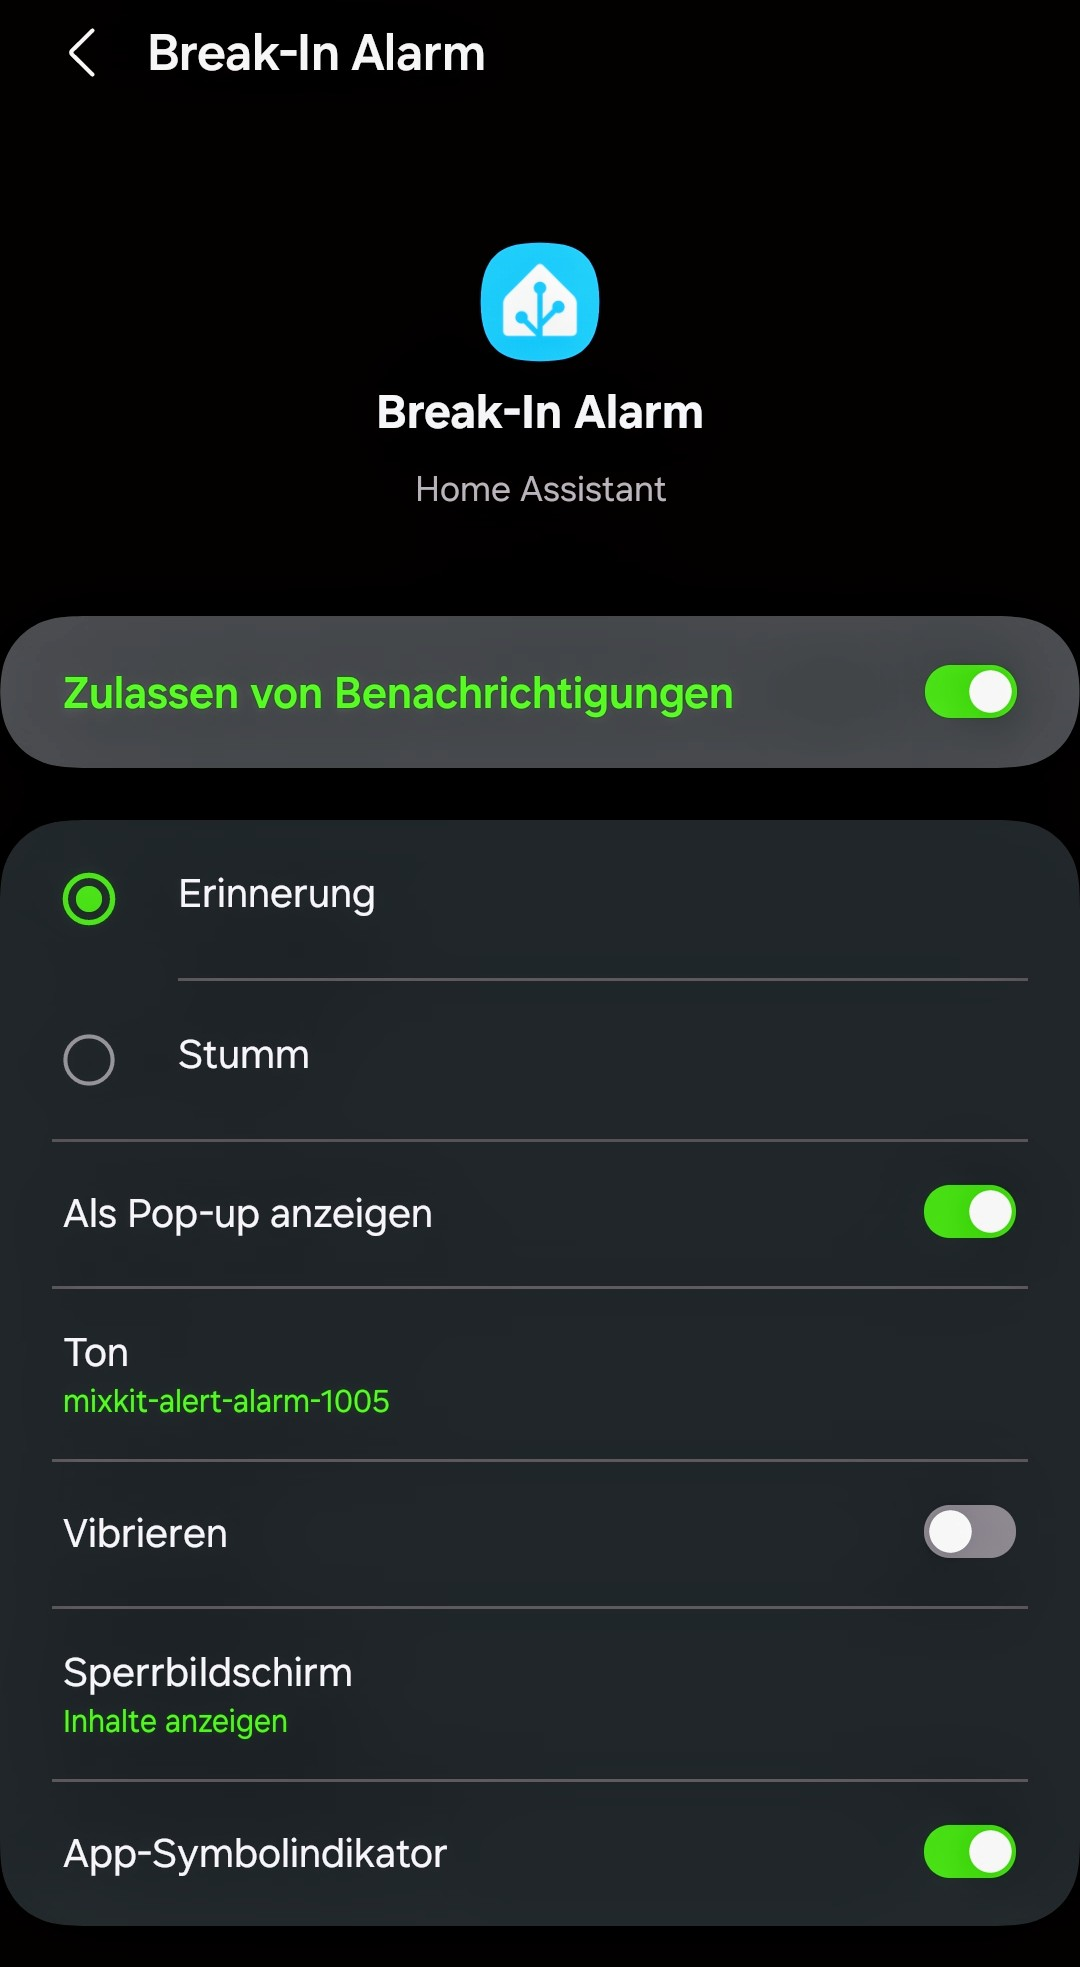 Break-In Alarm
Break-In Alarm
Home Assistant
Zulassen von Benachrichtigungen
Erinnerung
Stumm
Als Pop-up anzeigen
Ton
mixkit-alert-alarm-1005
Vibrieren
Sperrbildschirm
Inhalte anzeigen
App-Symbolindikator